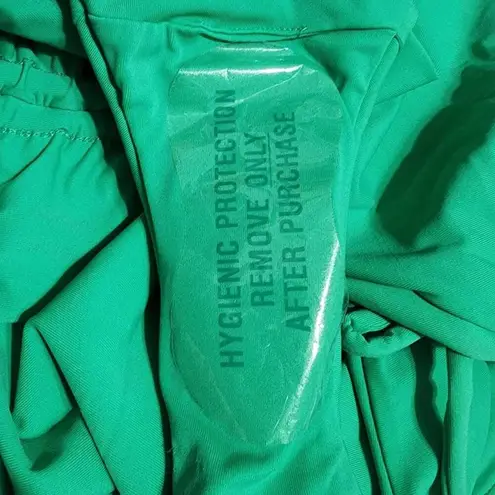 HYGIENIC PROTECTION
REMOVE ONLY
AFTER PURCHASE